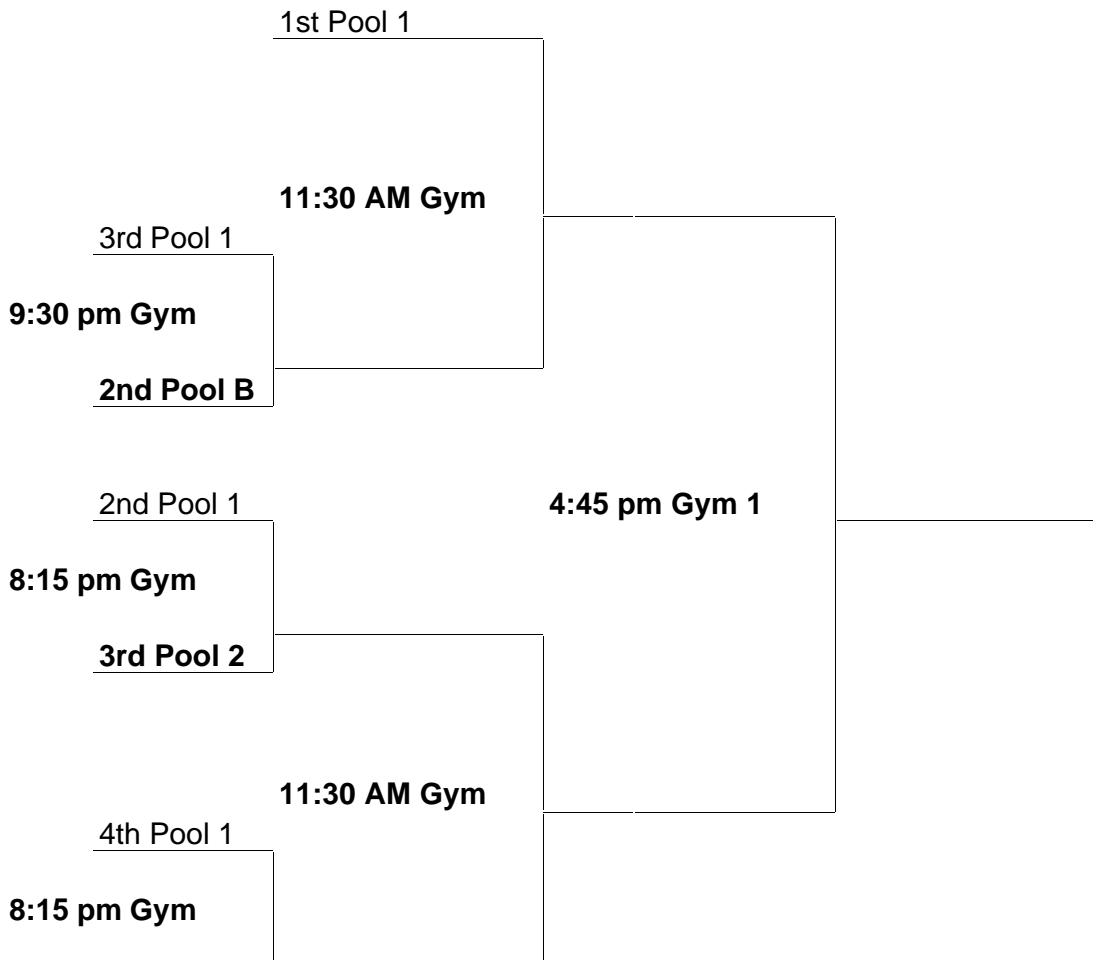 1st Pool 1
11:30 AM Gym
3rd Pool 1
9:30 pm Gym
2nd Pool B
2nd Pool 1
4:45 pm Gym 1
8:15 pm Gym
3rd Pool 2
11:30 AM Gym
4th Pool 1
8:15 pm Gym